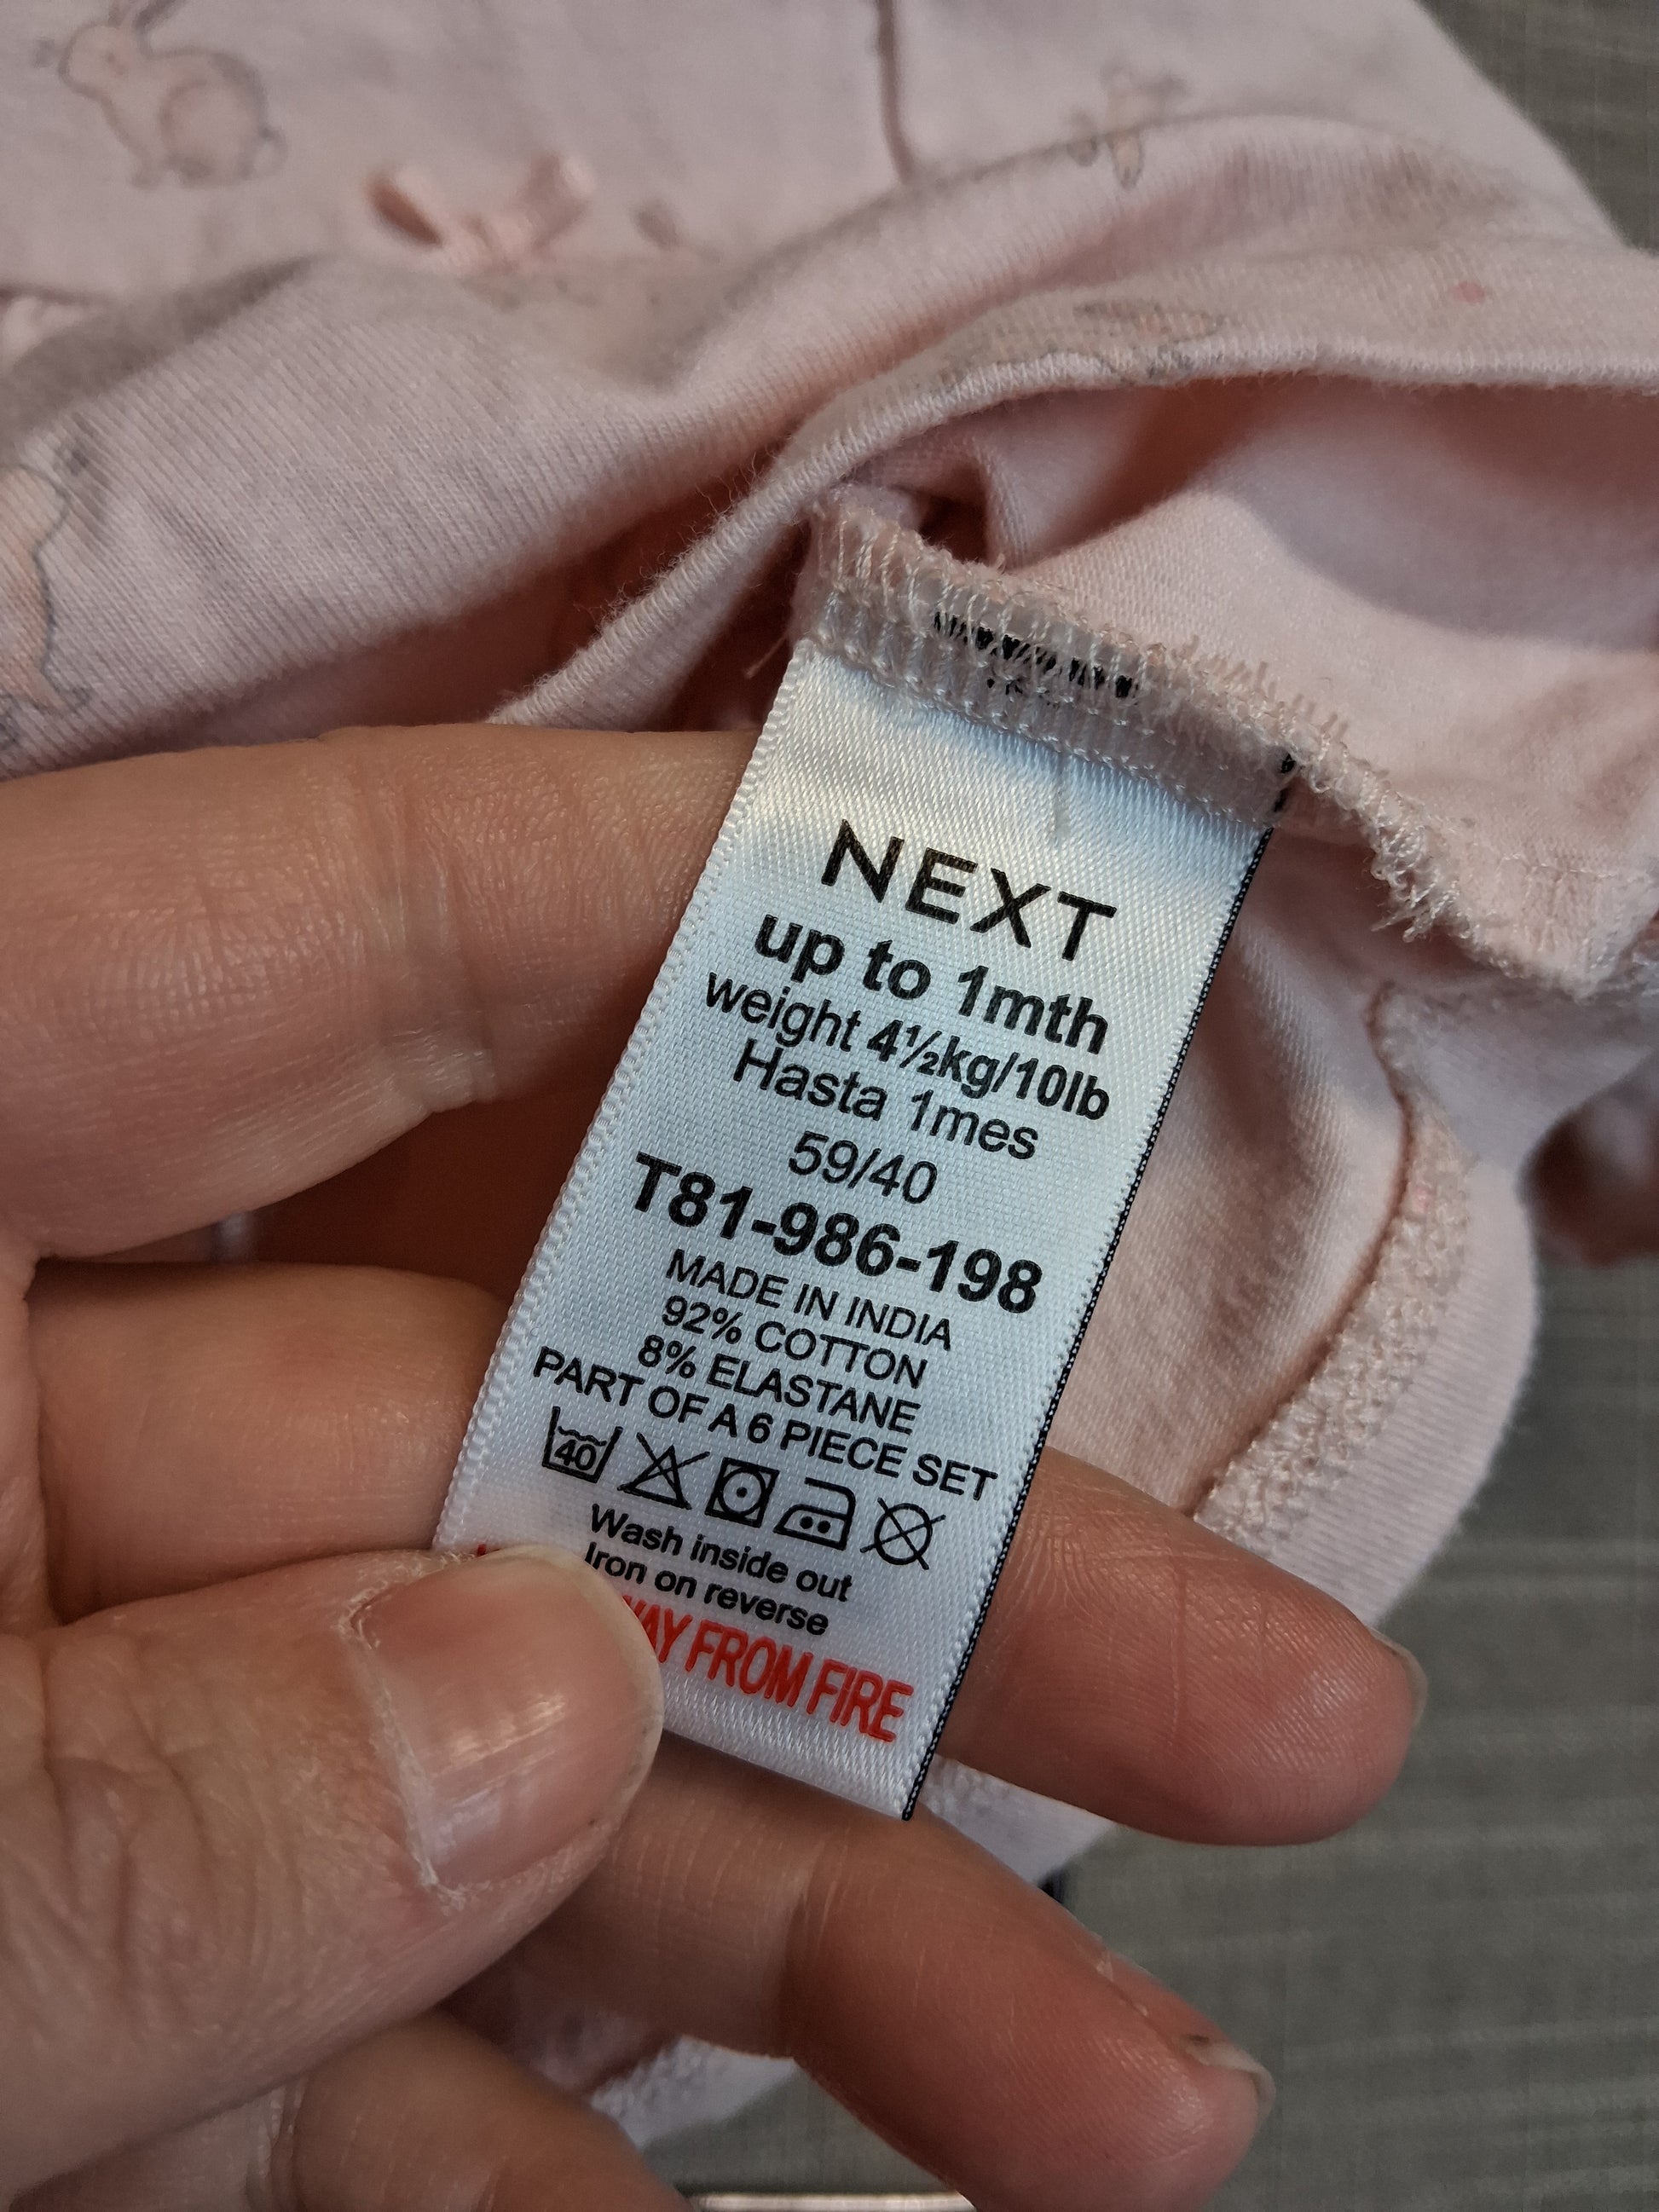 NEXT
up to 1mth
weight 4½kg/10lb
Hasta 1mes
59/40
T81-986-198
MADE IN INDIA
92% COTTON
8% ELASTANE
PART OF A 6 PIECE SET
40
Wash inside out
Iron on reverse
FROM FIRE